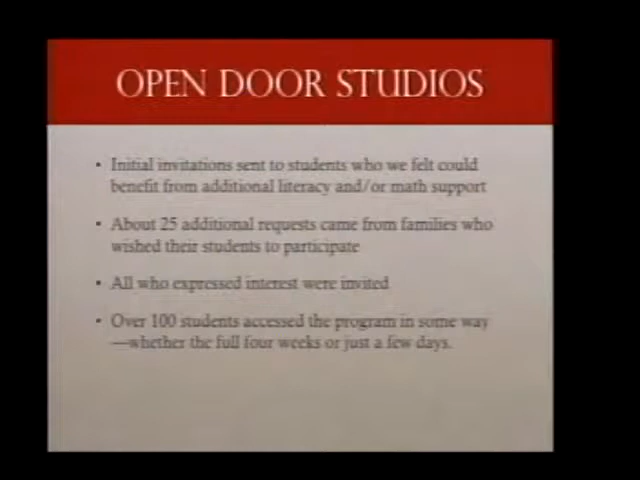 OPEN DOOR STUDIOS
• Initial invitations sent to students who we felt could
benefit from additional literacy and/or math support
• About 25 additional requests came from families who
wished their students to participate
• All who expressed interest were invited
• Over 100 students accessed the program in some way
—whether the full four weeks or just a few days.